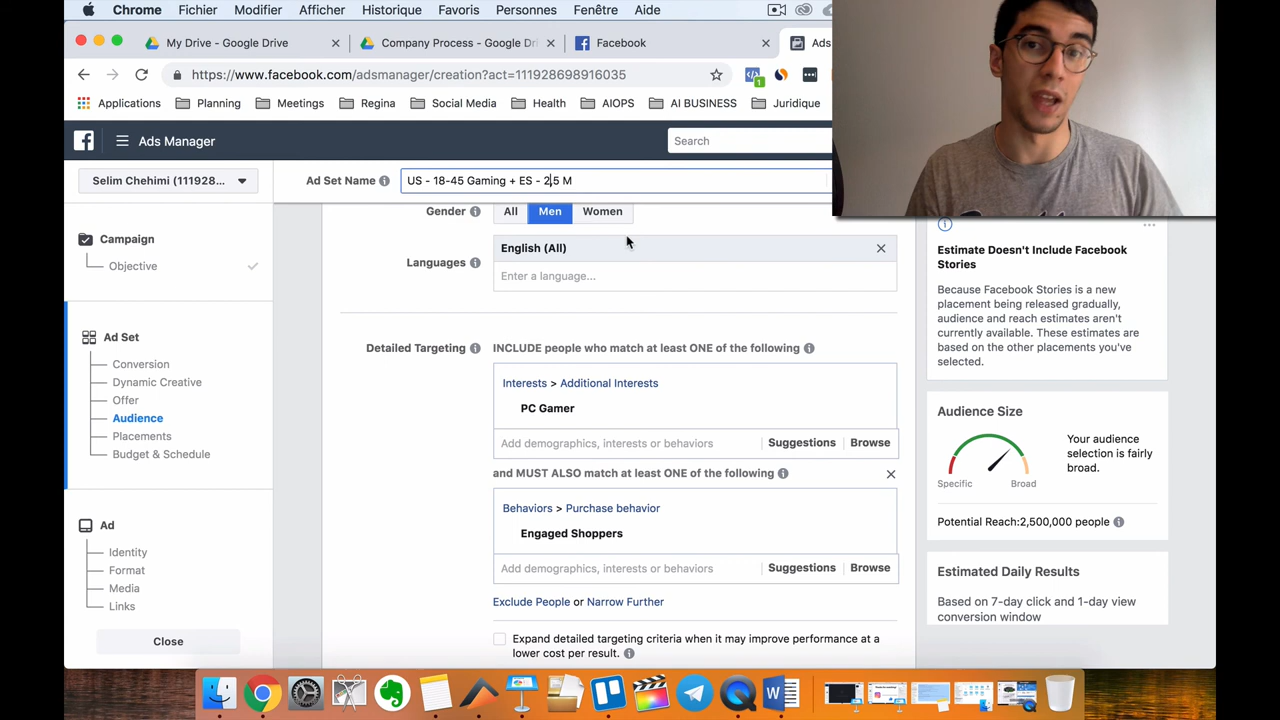 Chrome Fichier Modifier Afficher Historique Favoris Personnes Fenêtre Aide
My Drive - Google Drive
Company Process - Google Dri
Facebook
Ads
https://www.facebook.com/adsmanager/creation?act=111928698916035
1
Applications Planning Meetings Regina Social Media Health AIOPS AI BUSINESS Juridique
Ads Manager
Search
Selim Chehimi (111928...
Ad Set Name
US - 18-45 Gaming + ES - 2,5 M
Campaign
Objective
Ad Set
Conversion
Dynamic Creative
Offer
Audience
Placements
Budget & Schedule
Ad
Identity
Format
Media
Links
Close
Gender
All Men Women
Languages
English (All)
Enter a language...
Detailed Targeting
INCLUDE people who match at least ONE of the following
Interests > Additional Interests
PC Gamer
Add demographics, interests or behaviors Suggestions Browse
and MUST ALSO match at least ONE of the following
Behaviors > Purchase behavior
Engaged Shoppers
Add demographics, interests or behaviors Suggestions Browse
Exclude People or Narrow Further
Expand detailed targeting criteria when it may improve performance at a
lower cost per result.
Estimate Doesn't Include Facebook
Stories
Because Facebook Stories is a new
placement being released gradually,
audience and reach estimates aren't
currently available. These estimates are
based on the other placements you've
selected.
Audience Size
Your audience
selection is fairly
broad.
Specific Broad
Potential Reach:2,500,000 people
Estimated Daily Results
Based on 7-day click and 1-day view
conversion window